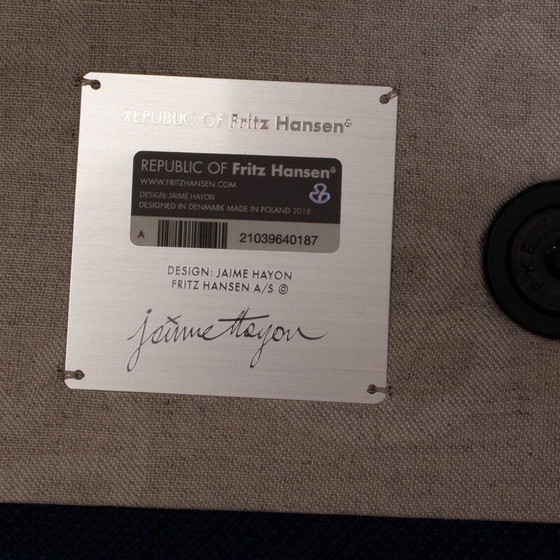 REPUBLIC OF Fritz Hansen®
REPUBLIC OF Fritz Hansen®
WWW.FRITZHANSEN.COM
DESIGN: JAIME HAYON
DESIGNED IN DENMARK MADE IN POLAND 2018
A 21039640187
DESIGN: JAIME HAYON
FRITZ HANSEN A/S ©
jaime Hayon